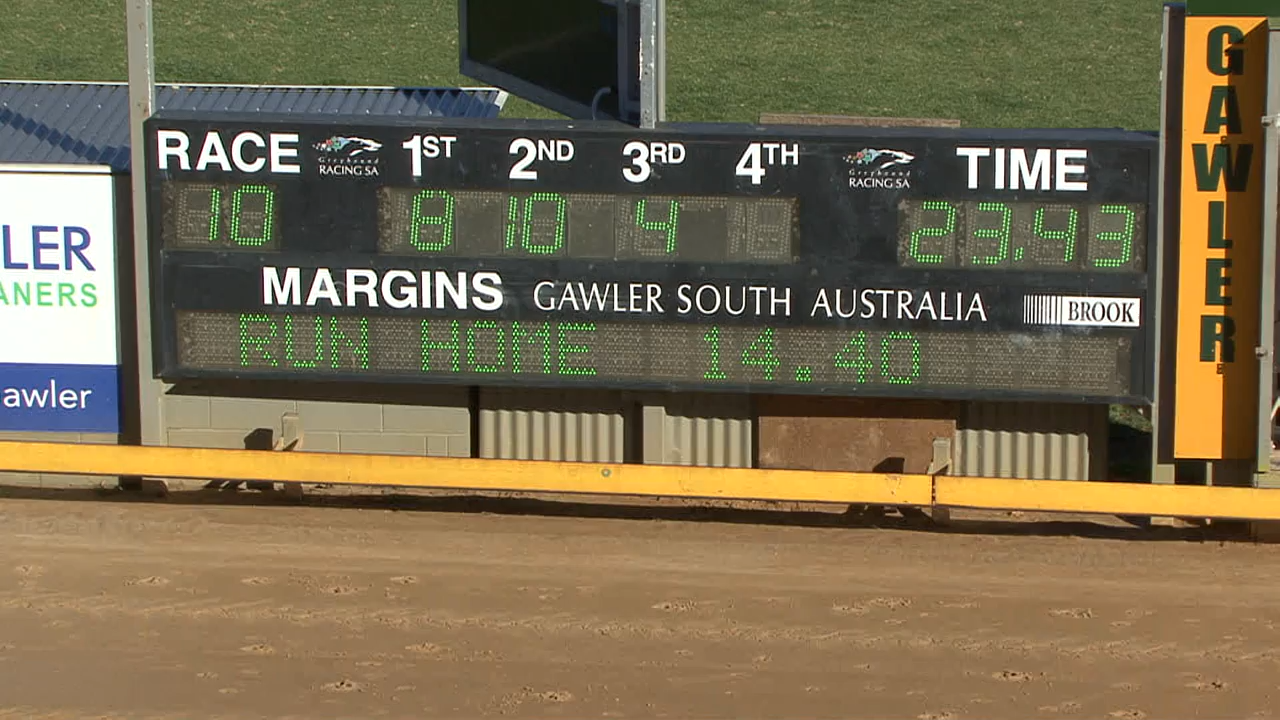 RACE Greyhound RACING SA 1ST 2ND 3RD 4TH Greyhound RACING SA TIME
10 8 10 4 23.43
MARGINS GAWLER SOUTH AUSTRALIA BROOK
RUN HOME 14.40
LER
ANERS
awler
GAWLER